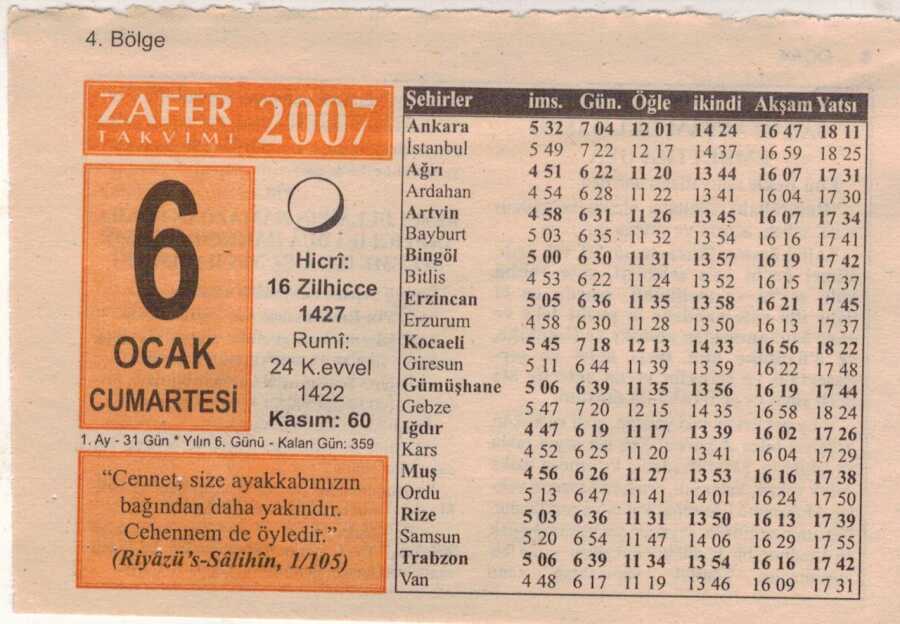 4. Bölge
ZAFER
TAKVİMİ
2007
6
OCAK
CUMARTESİ
Hicrî:
16 Zilhicce
1427
Rumî:
24 K.evvel
1422
Kasım: 60
1. Ay - 31 Gün * Yılın 6. Günü - Kalan Gün: 359
“Cennet, size ayakkabınızın
bağından daha yakındır.
Cehennem de öyledir.”
(Riyâzü’s-Sâlihîn, 1/105)
Şehirler ims. Gün. Öğle ikindi Akşam Yatsı
Ankara 5 32 7 04 12 01 14 24 16 47 18 11
İstanbul 5 49 7 22 12 17 14 37 16 59 18 25
Ağrı 4 51 6 22 11 20 13 44 16 07 17 31
Ardahan 4 54 6 28 11 22 13 41 16 04 17 30
Artvin 4 58 6 31 11 26 13 45 16 07 17 34
Bayburt 5 03 6 35 11 32 13 54 16 16 17 41
Bingöl 5 00 6 30 11 31 13 57 16 19 17 42
Bitlis 4 53 6 22 11 24 13 52 16 15 17 37
Erzincan 5 05 6 36 11 35 13 58 16 21 17 45
Erzurum 4 58 6 30 11 28 13 50 16 13 17 37
Kocaeli 5 45 7 18 12 13 14 33 16 56 18 22
Giresun 5 11 6 44 11 39 13 59 16 22 17 48
Gümüşhane 5 06 6 39 11 35 13 56 16 19 17 44
Gebze 5 47 7 20 12 15 14 35 16 58 18 24
Iğdır 4 47 6 19 11 17 13 39 16 02 17 26
Kars 4 52 6 25 11 20 13 41 16 04 17 29
Muş 4 56 6 26 11 27 13 53 16 16 17 38
Ordu 5 13 6 47 11 41 14 01 16 24 17 50
Rize 5 03 6 36 11 31 13 50 16 13 17 39
Samsun 5 20 6 54 11 47 14 06 16 29 17 55
Trabzon 5 06 6 39 11 34 13 54 16 16 17 42
Van 4 48 6 17 11 19 13 46 16 09 17 31